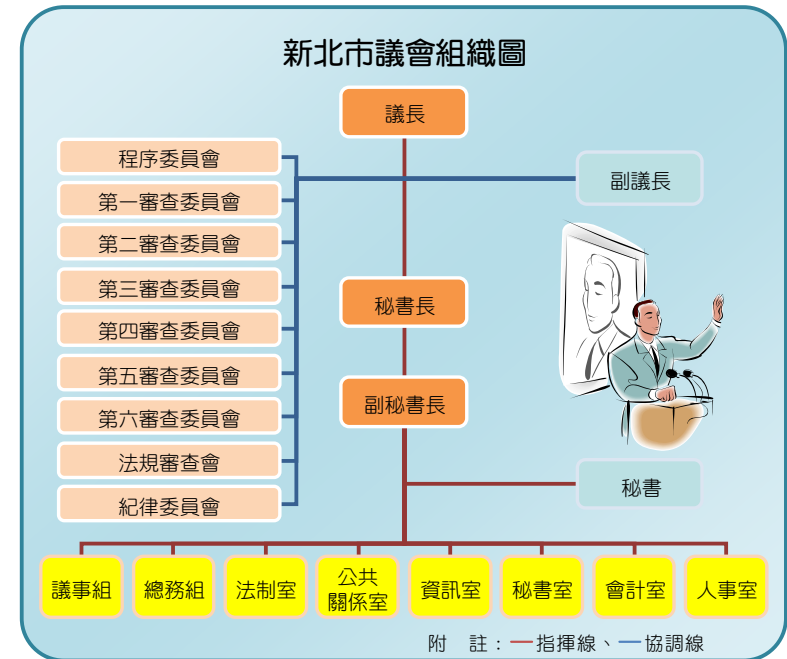 新北市議會組織圖
議長
程序委員會
副議長
第一審查委員會
第二審查委員會
第三審查委員會
秘書長
第四審查委員會
第五審查委員會
副秘書長
第六審查委員會
法規審查會
秘書
紀律委員會
議事組
總務組
法制室
公共
關係室
資訊室
秘書室
會計室
人事室
附 註：一指揮線、一協調線